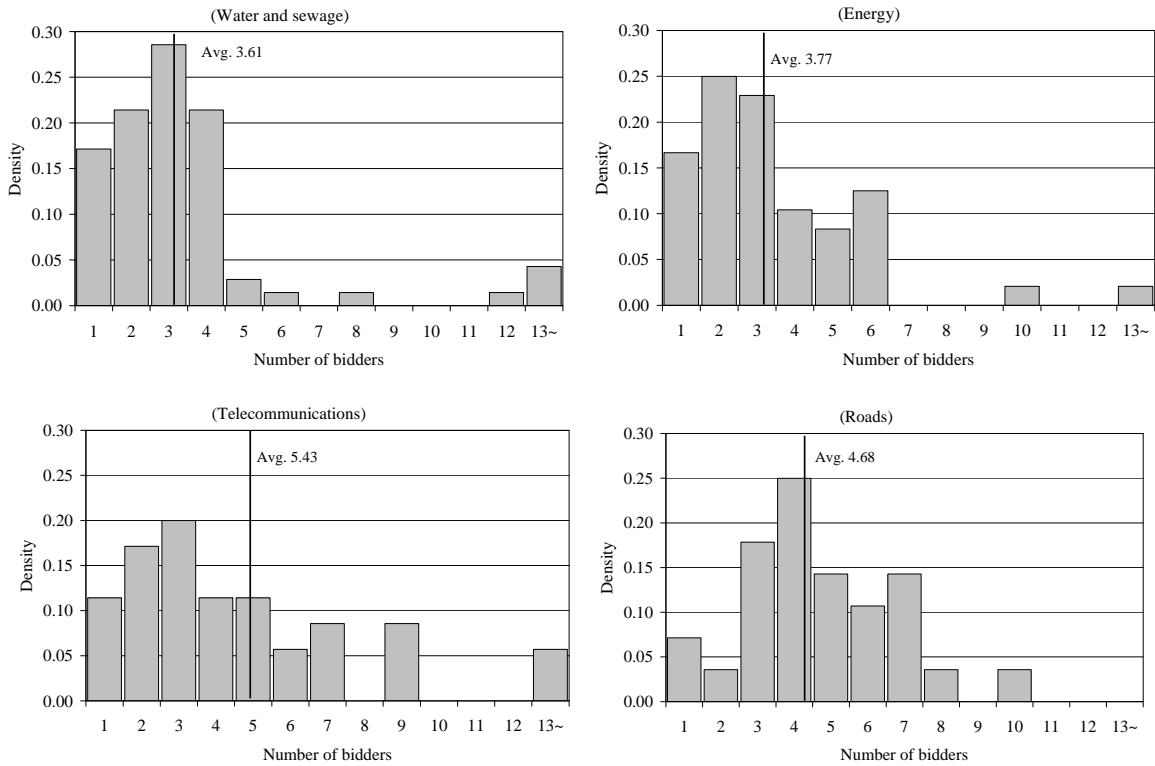 (Water and sewage)
0.30
0.25
0.20
0.15
0.10
0.05
0.00
Density
Avg. 3.61
1 2 3 4 5 6 7 8 9 10 11 12 13~
Number of bidders
(Energy)
0.30
0.25
0.20
0.15
0.10
0.05
0.00
Density
Avg. 3.77
1 2 3 4 5 6 7 8 9 10 11 12 13~
Number of bidders
(Telecommunications)
0.30
0.25
0.20
0.15
0.10
0.05
0.00
Density
Avg. 5.43
1 2 3 4 5 6 7 8 9 10 11 12 13~
Number of bidders
(Roads)
0.30
0.25
0.20
0.15
0.10
0.05
0.00
Density
Avg. 4.68
1 2 3 4 5 6 7 8 9 10 11 12 13~
Number of bidders